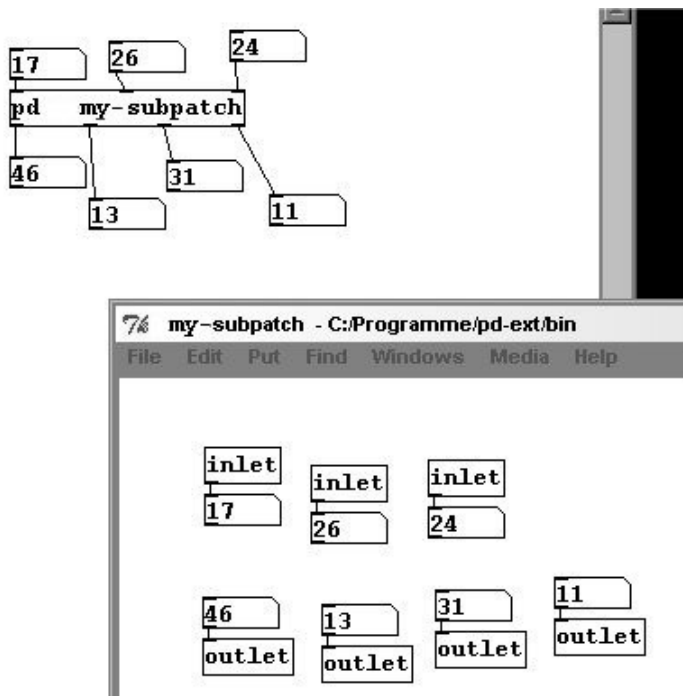 17 26 24
pd my-subpatch
46 13 31 11
my-subpatch - C:/Programme/pd-ext/bin
File Edit Put Find Windows Media Help
inlet inlet inlet
17 26 24
46 13 31 11
outlet outlet outlet outlet